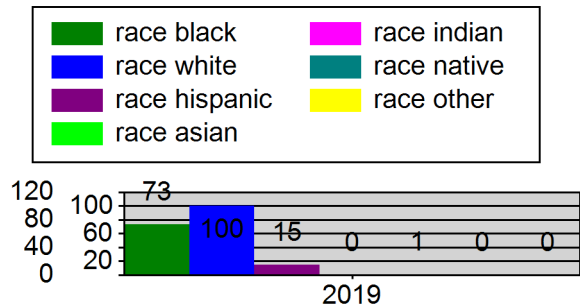 race black race indian
race white race native
race hispanic race other
race asian
120
100
80
60
40
20
0
73 100 15 0 1 0 0
2019